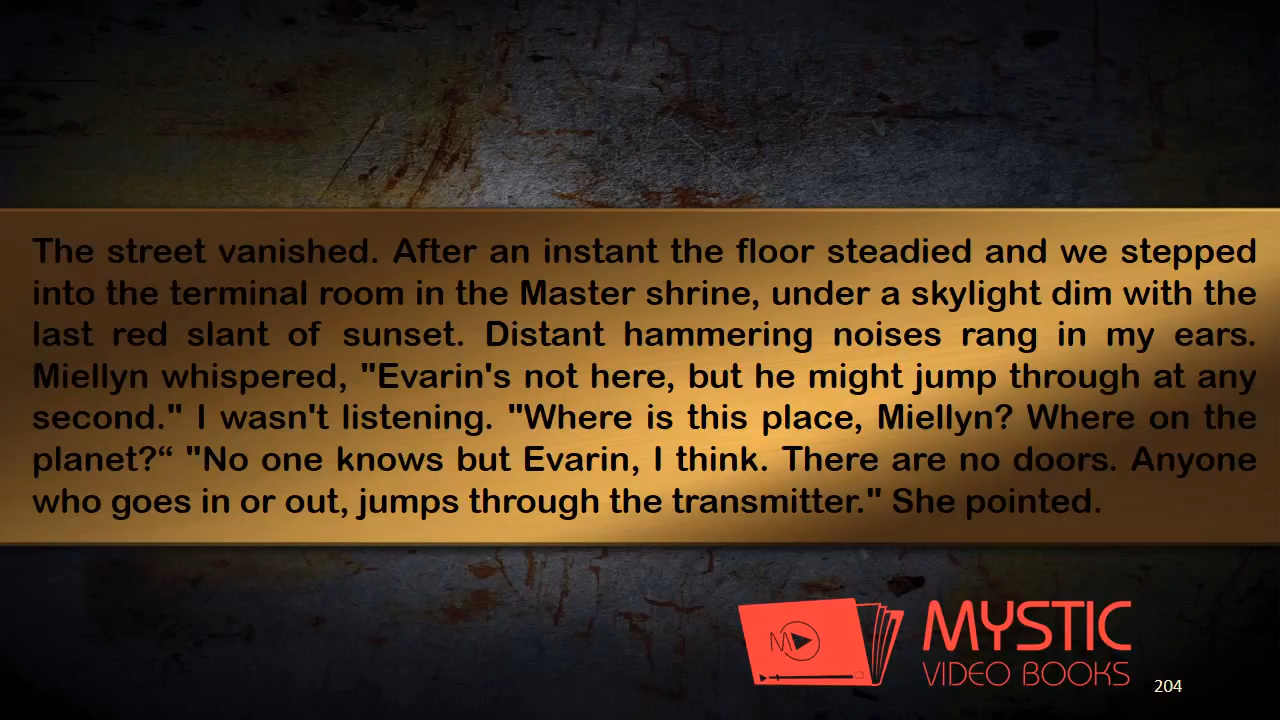 The street vanished. After an instant the floor steadied and we stepped
into the terminal room in the Master shrine, under a skylight dim with the
last red slant of sunset. Distant hammering noises rang in my ears.
Miellyn whispered, "Evarin's not here, but he might jump through at any
second." I wasn't listening. "Where is this place, Miellyn? Where on the
planet?“ "No one knows but Evarin, I think. There are no doors. Anyone
who goes in or out, jumps through the transmitter." She pointed.
M
MYSTIC
VIDEO BOOKS
204